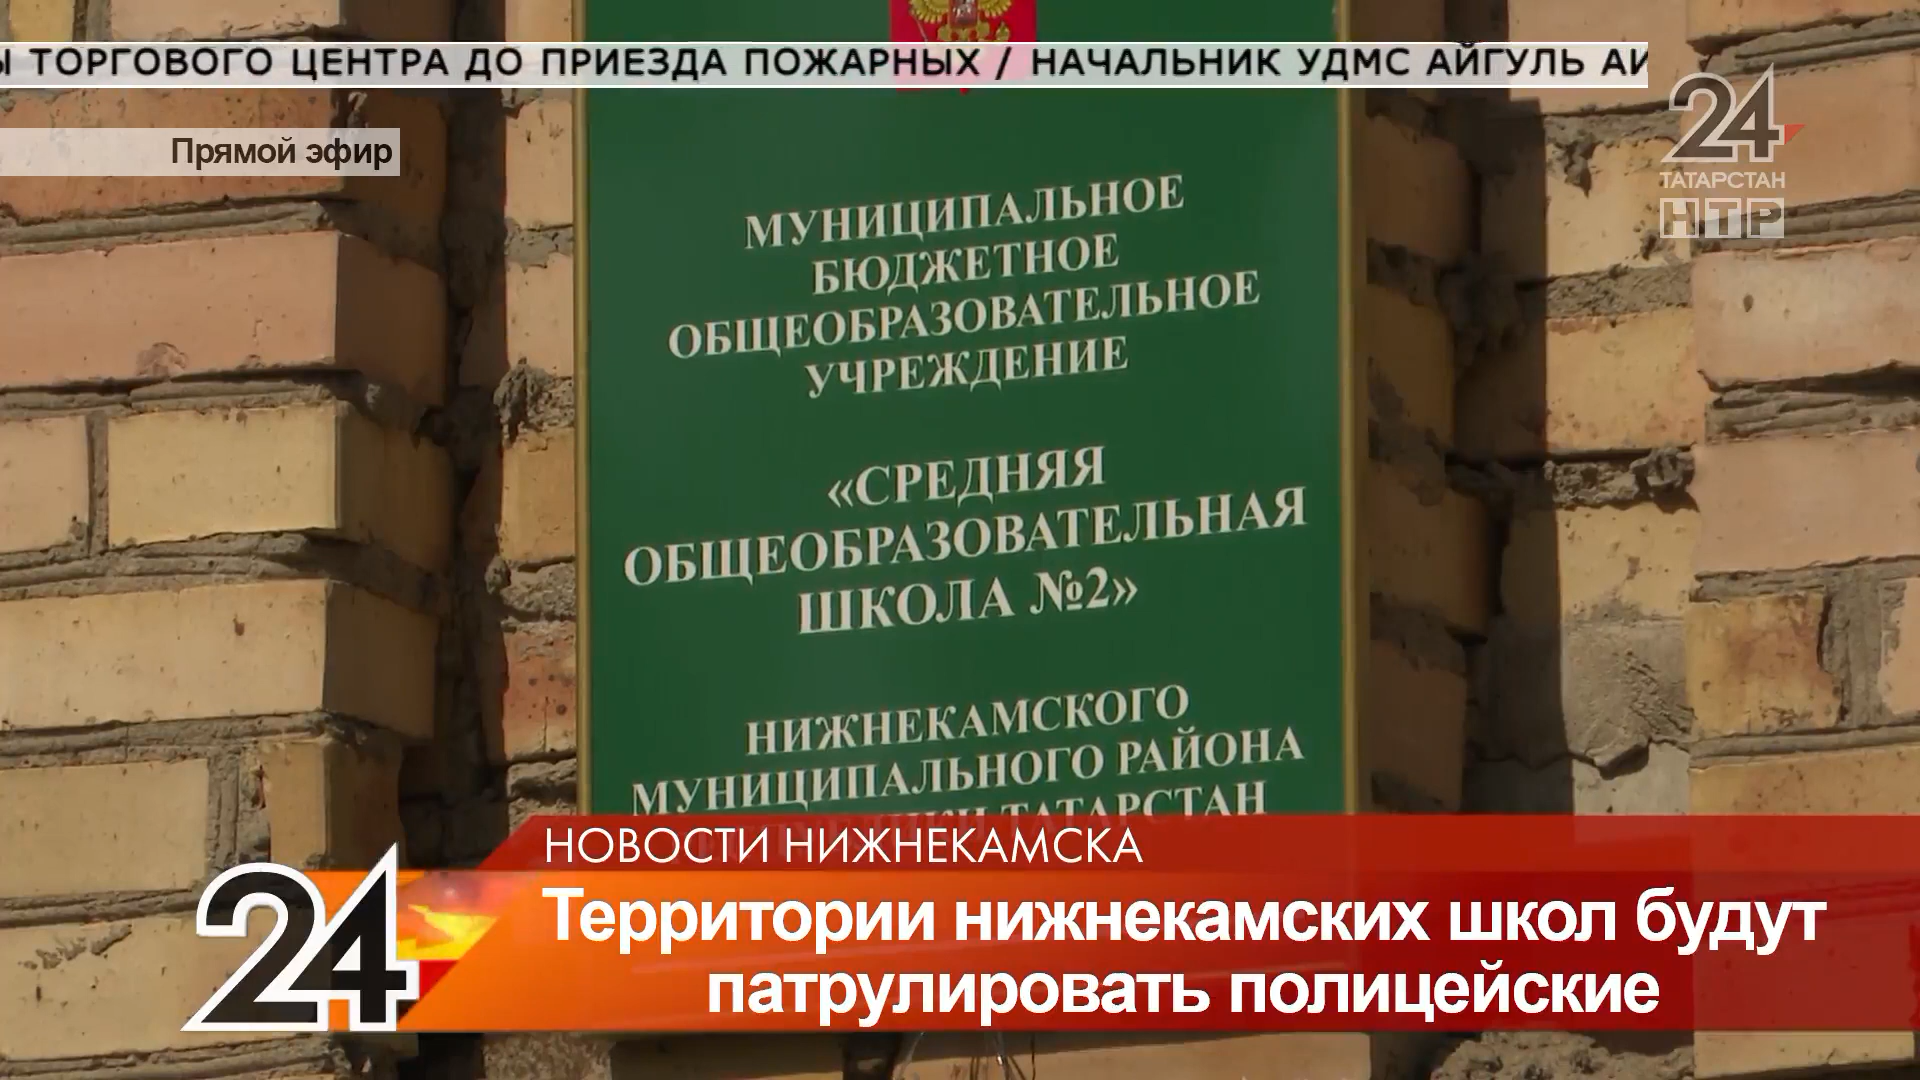 ТОРГОВОГО ЦЕНТРА ДО ПРИЕЗДА ПОЖАРНЫХ / НАЧАЛЬНИК УДМС АЙГУЛЬ
Прямой эфир
24
ТАТАРСТАН
НТР
МУНИЦИПАЛЬНОЕ
БЮДЖЕТНОЕ
ОБЩЕОБРАЗОВАТЕЛЬНОЕ
УЧРЕЖДЕНИЕ
«СРЕДНЯЯ
ОБЩЕОБРАЗОВАТЕЛЬНАЯ
ШКОЛА №2»
НИЖНЕКАМСКОГО
МУНИЦИПАЛЬНОГО РАЙОНА
ТАТАРСТАН
НОВОСТИ НИЖНЕКАМСКА
24
Территории нижнекамских школ будут
патрулировать полицейские